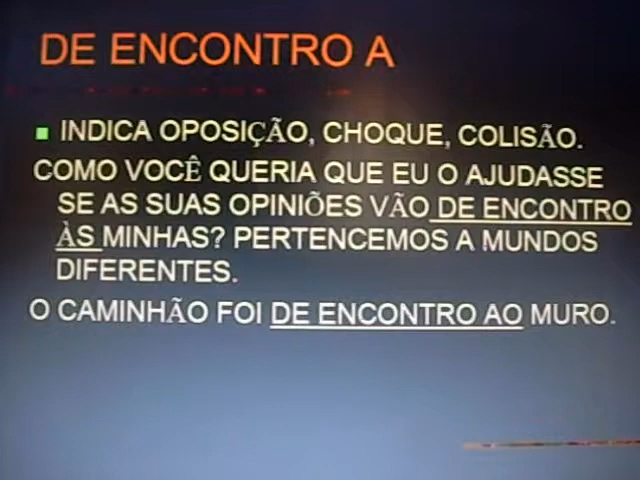 DE ENCONTRO A
INDICA OPOSIÇÃO, CHOQUE, COLISÃO.
COMO VOCÊ QUERIA QUE EU O AJUDASSE
SE AS SUAS OPINIÕES VÃO DE ENCONTRO
ÀS MINHAS? PERTENCEMOS A MUNDOS
DIFERENTES.
O CAMINHÃO FOI DE ENCONTRO AO MURO.